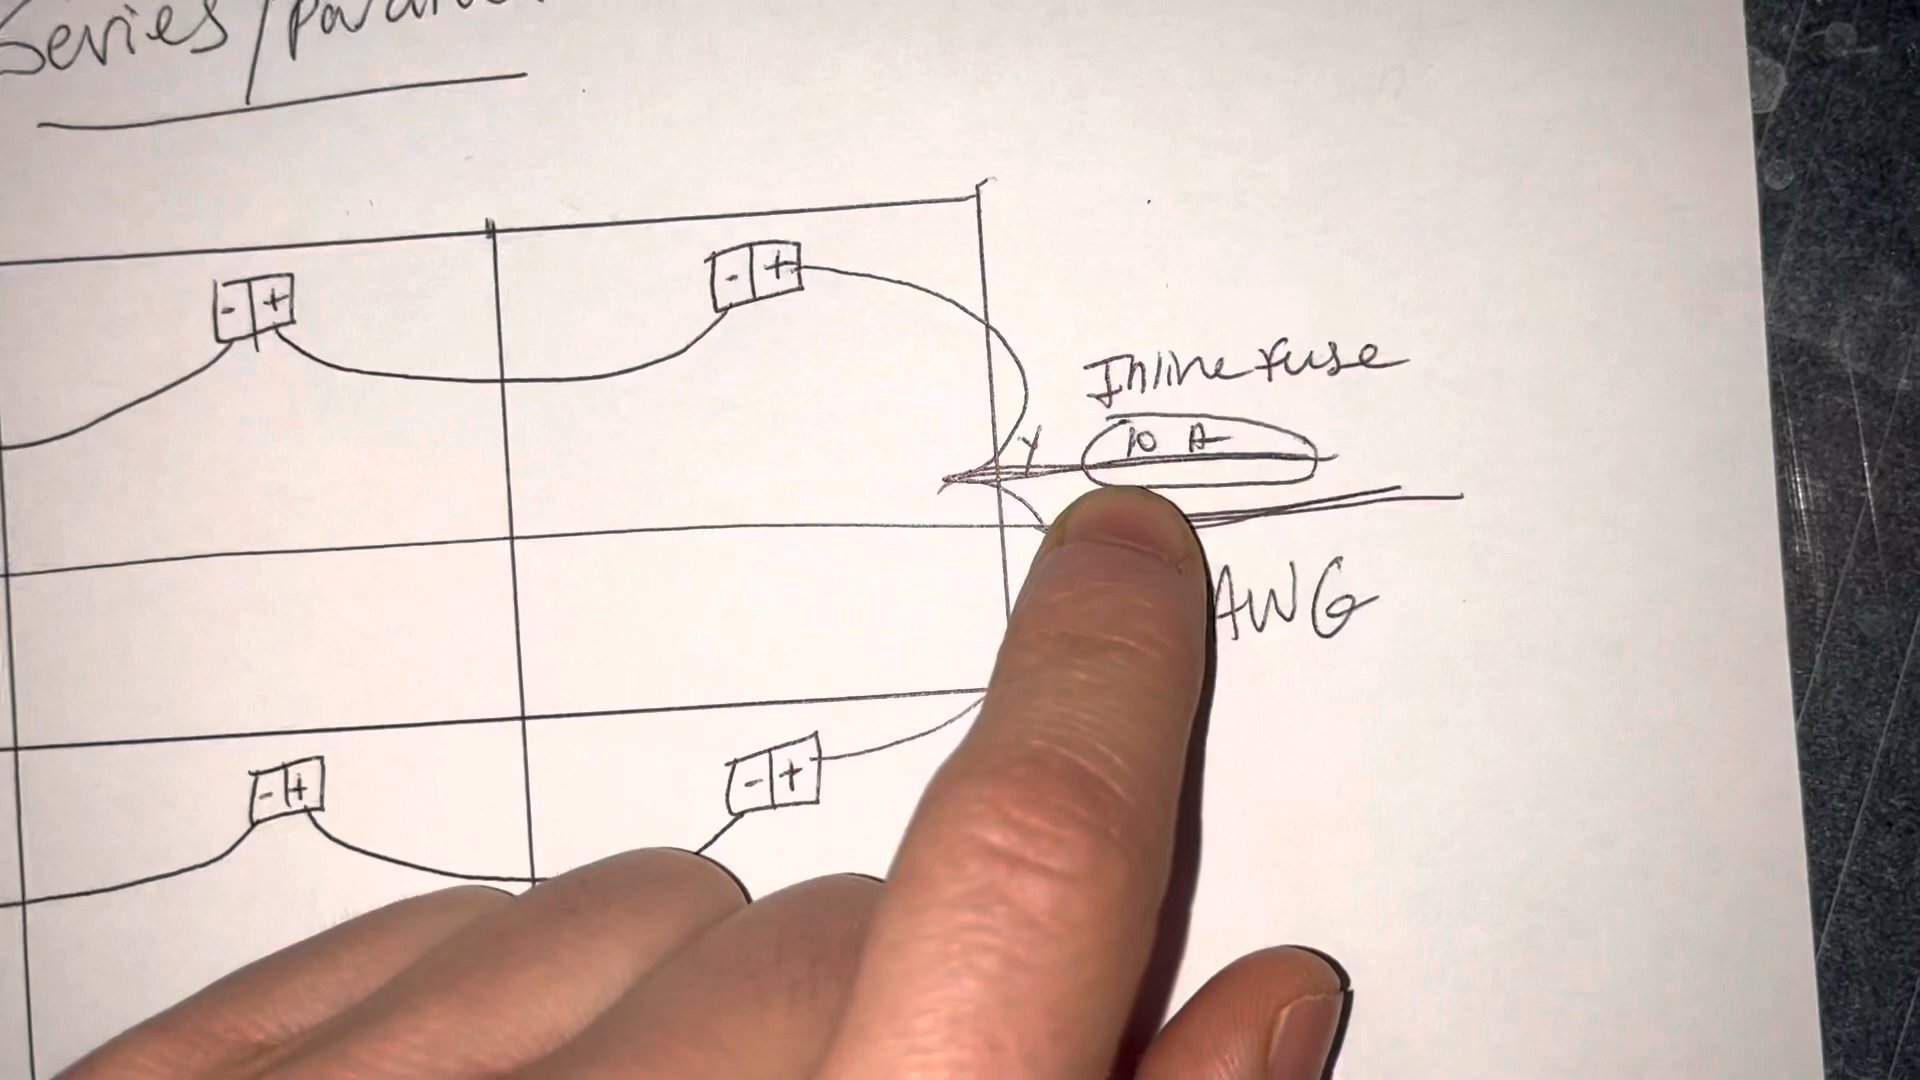 Series/
- +
- +
Inline fuse
Y
10 A
AWG
- +
- +